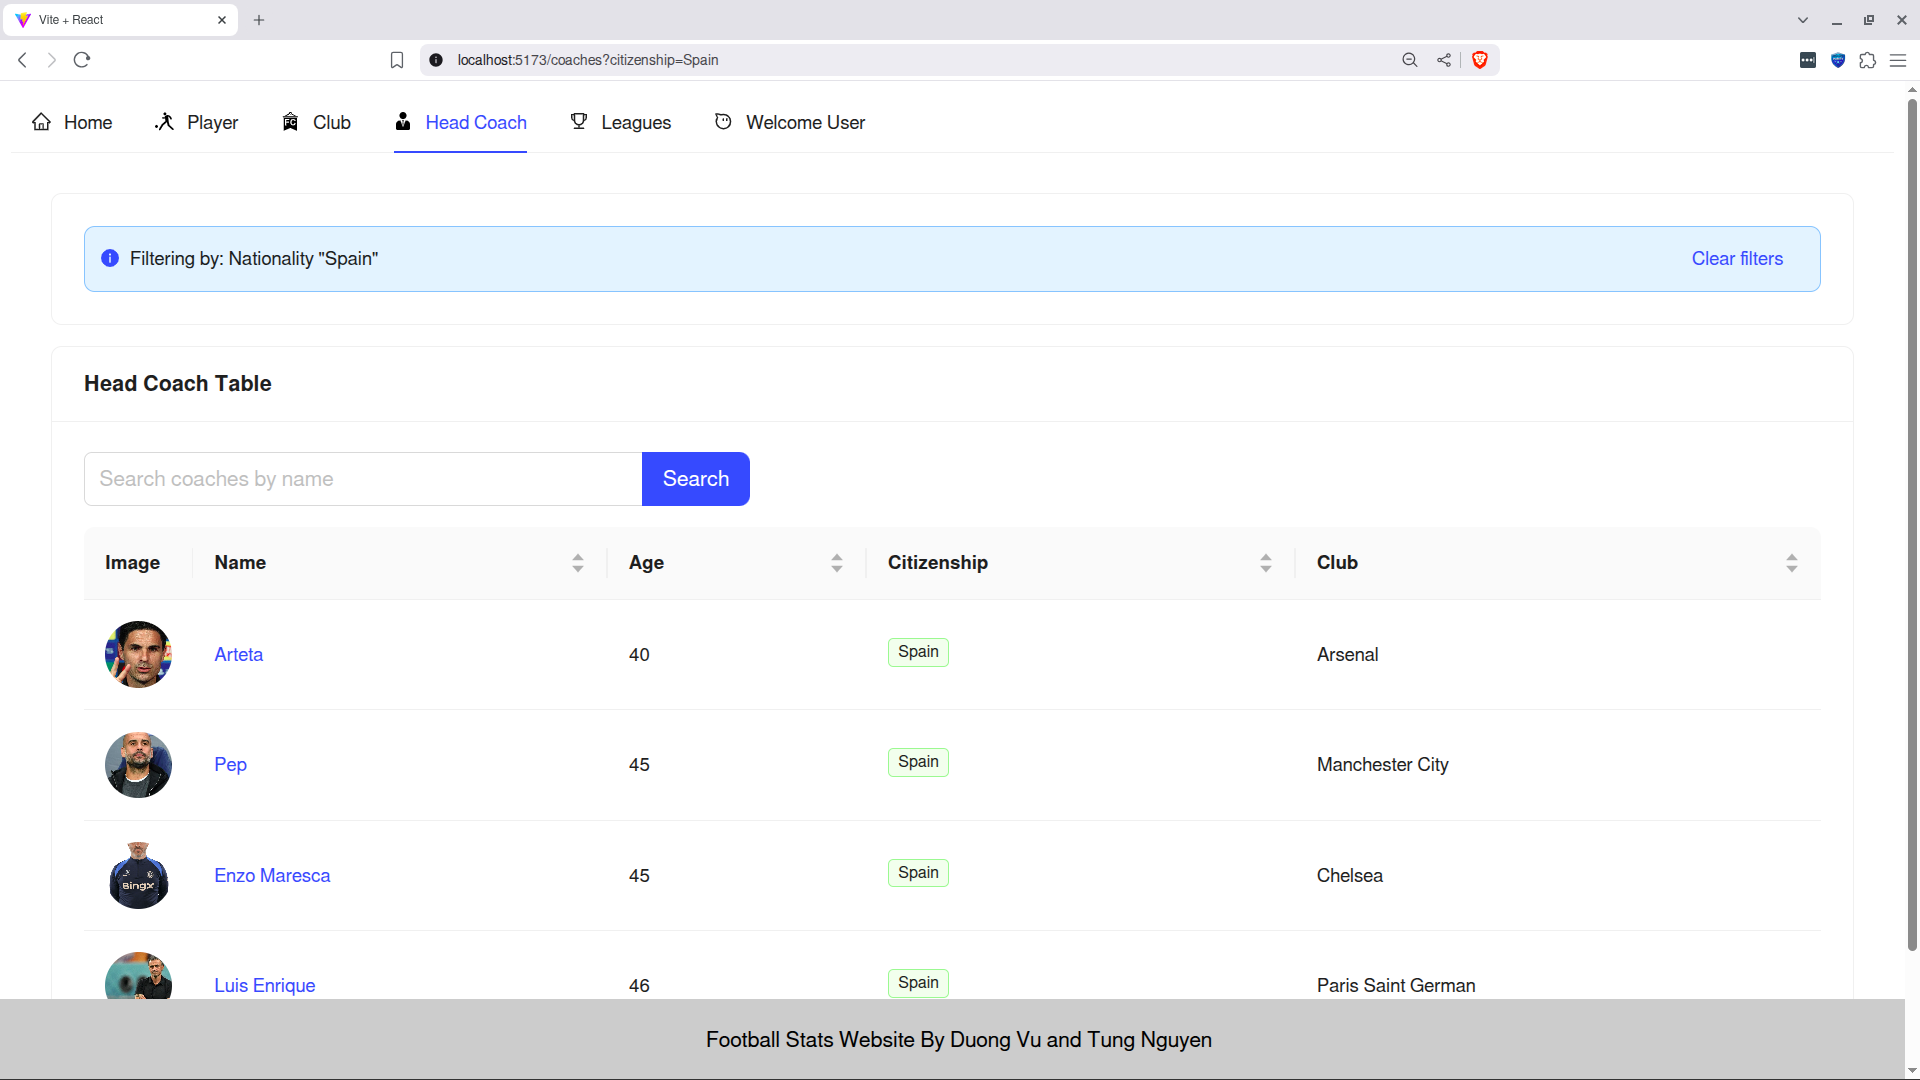 Vite + React
localhost:5173/coaches?citizenship=Spain
Home Player Club Head Coach Leagues Welcome User
Filtering by: Nationality "Spain" Clear filters
Head Coach Table
Search coaches by name Search
Image Name Age Citizenship Club
Arteta 40 Spain Arsenal
Pep 45 Spain Manchester City
BingX
Enzo Maresca 45 Spain Chelsea
Luis Enrique 46 Spain Paris Saint German
Football Stats Website By Duong Vu and Tung Nguyen